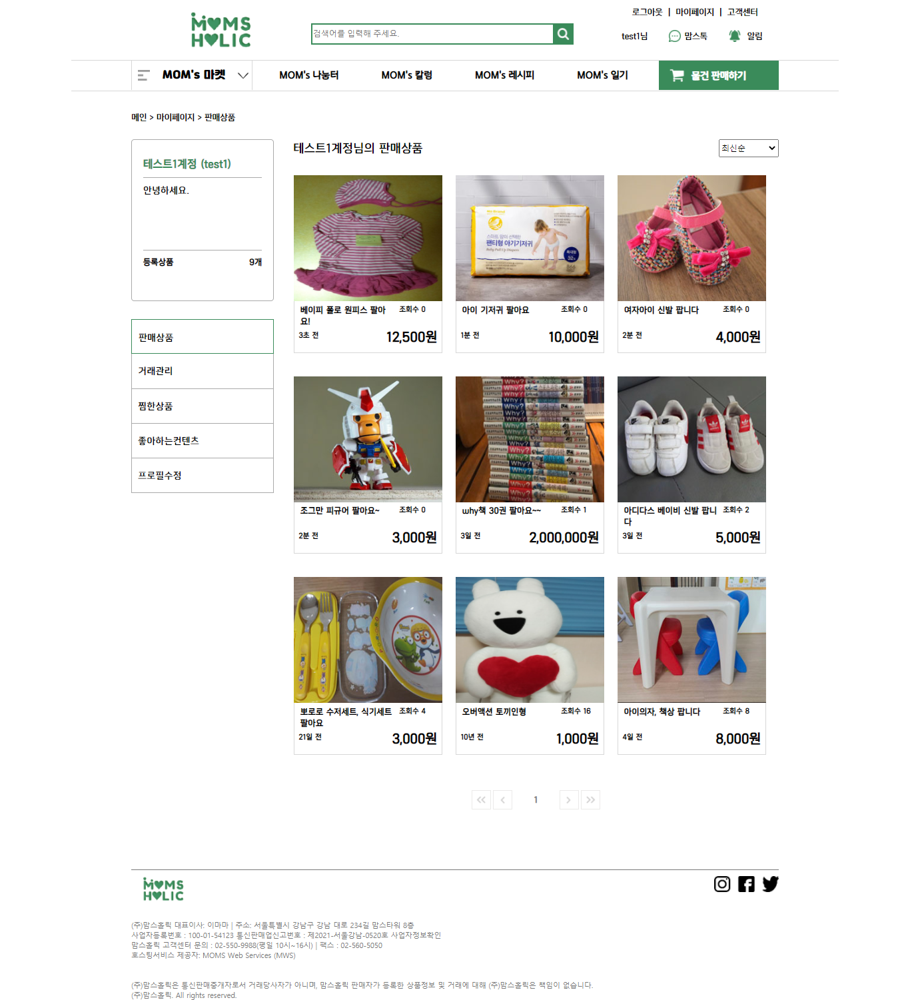 로그아웃 | 마이페이지 | 고객센터
MOMS
HOLIC
검색어를 입력해 주세요.
test1님
맘스톡
알림
MOM's 마켓
MOM's 나눔터
MOM's 칼럼
MOM's 레시피
MOM's 일기
물건 판매하기
메인 > 마이페이지 > 판매상품
테스트1계정 (test1)
안녕하세요.
등록상품 9개
판매상품
거래관리
찜한상품
좋아하는컨텐츠
프로필수정
테스트1계정님의 판매상품
최신순
베이피 폴로 원피스 팔아
요!
조회수 0
3초 전
12,500원
스마트 맘이 선택한
팬티형 아기기저귀
Baby Pull Up Diapers
특대형
32
아이 기저귀 팔아요
조회수 0
1분 전
10,000원
여자아이 신발 팝니다
조회수 0
2분 전
4,000원
조그만 피규어 팔아요~
조회수 0
2분 전
3,000원
Why?
why책 30권 팔아요~~
조회수 1
3일 전
2,000,000원
아디다스 베이비 신발 팝니
다
조회수 2
3일 전
5,000원
뽀로로 수저세트, 식기세트
팔아요
조회수 4
21일 전
3,000원
오버액션 토끼인형
조회수 16
10년 전
1,000원
아이의자, 책상 팝니다
조회수 8
4일 전
8,000원
1
MOMS
HOLIC
(주)맘스홀릭 대표이사: 이마마 | 주소: 서울특별시 강남구 강남 대로 234길 맘스타워 8층
사업자등록번호 : 100-01-54123 통신판매업신고번호 : 제2021-서울강남-0520호 사업자정보확인
맘스홀릭 고객센터 문의 : 02-550-9988(평일 10시~16시) | 팩스 : 02-560-5050
호스팅서비스 제공자: MOMS Web Services (MWS)
(주)맘스홀릭은 통신판매중개자로서 거래당사자가 아니며, 맘스홀릭 판매자가 등록한 상품정보 및 거래에 대해 (주)맘스홀릭은 책임이 없습니다.
(주)맘스홀릭. All rights reserved.